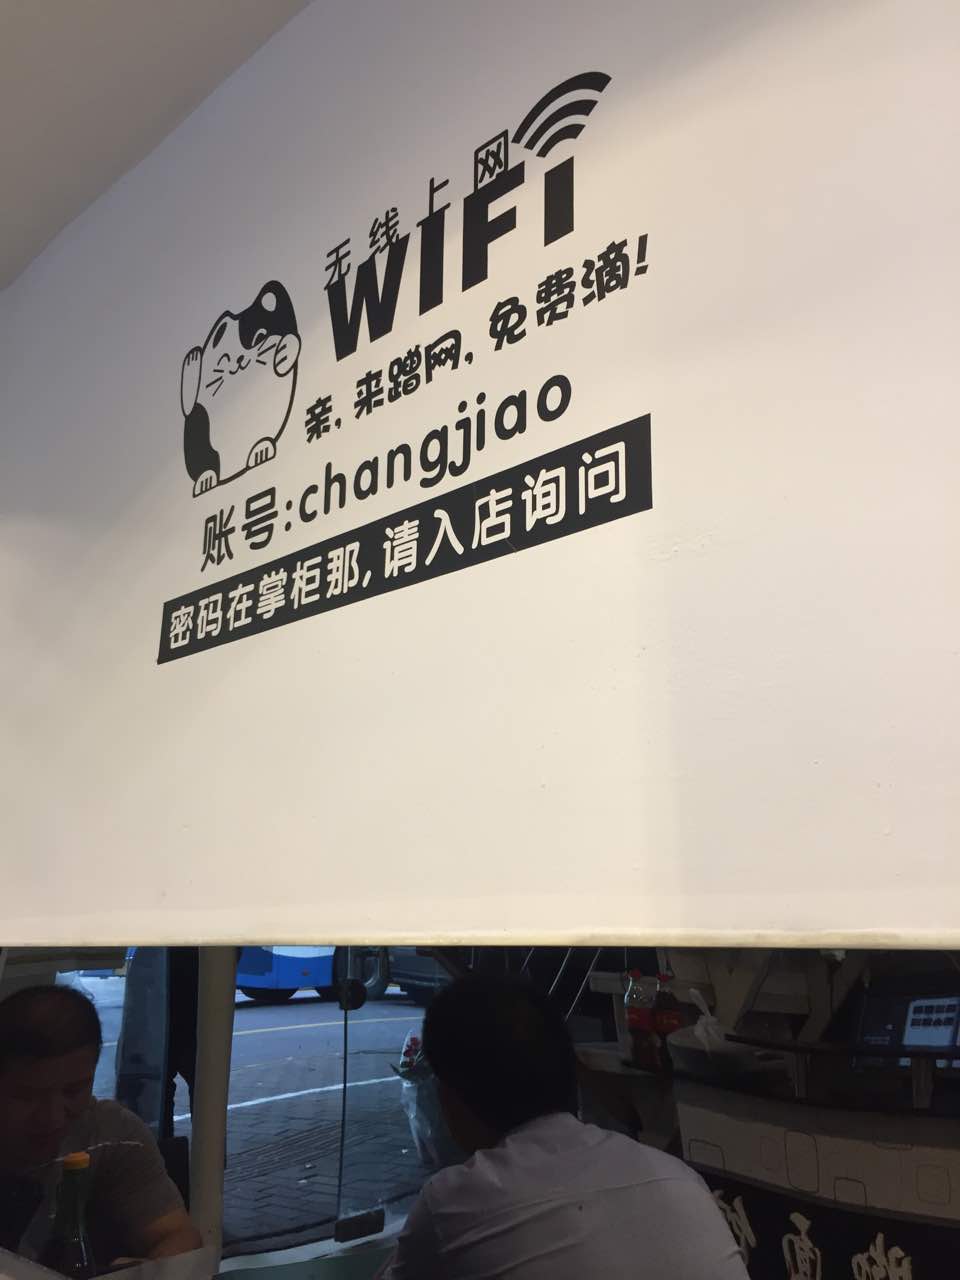 无线上网
WIFI
亲,来蹭网,免费滴!
账号:changjiao
密码在掌柜那,请入店询问